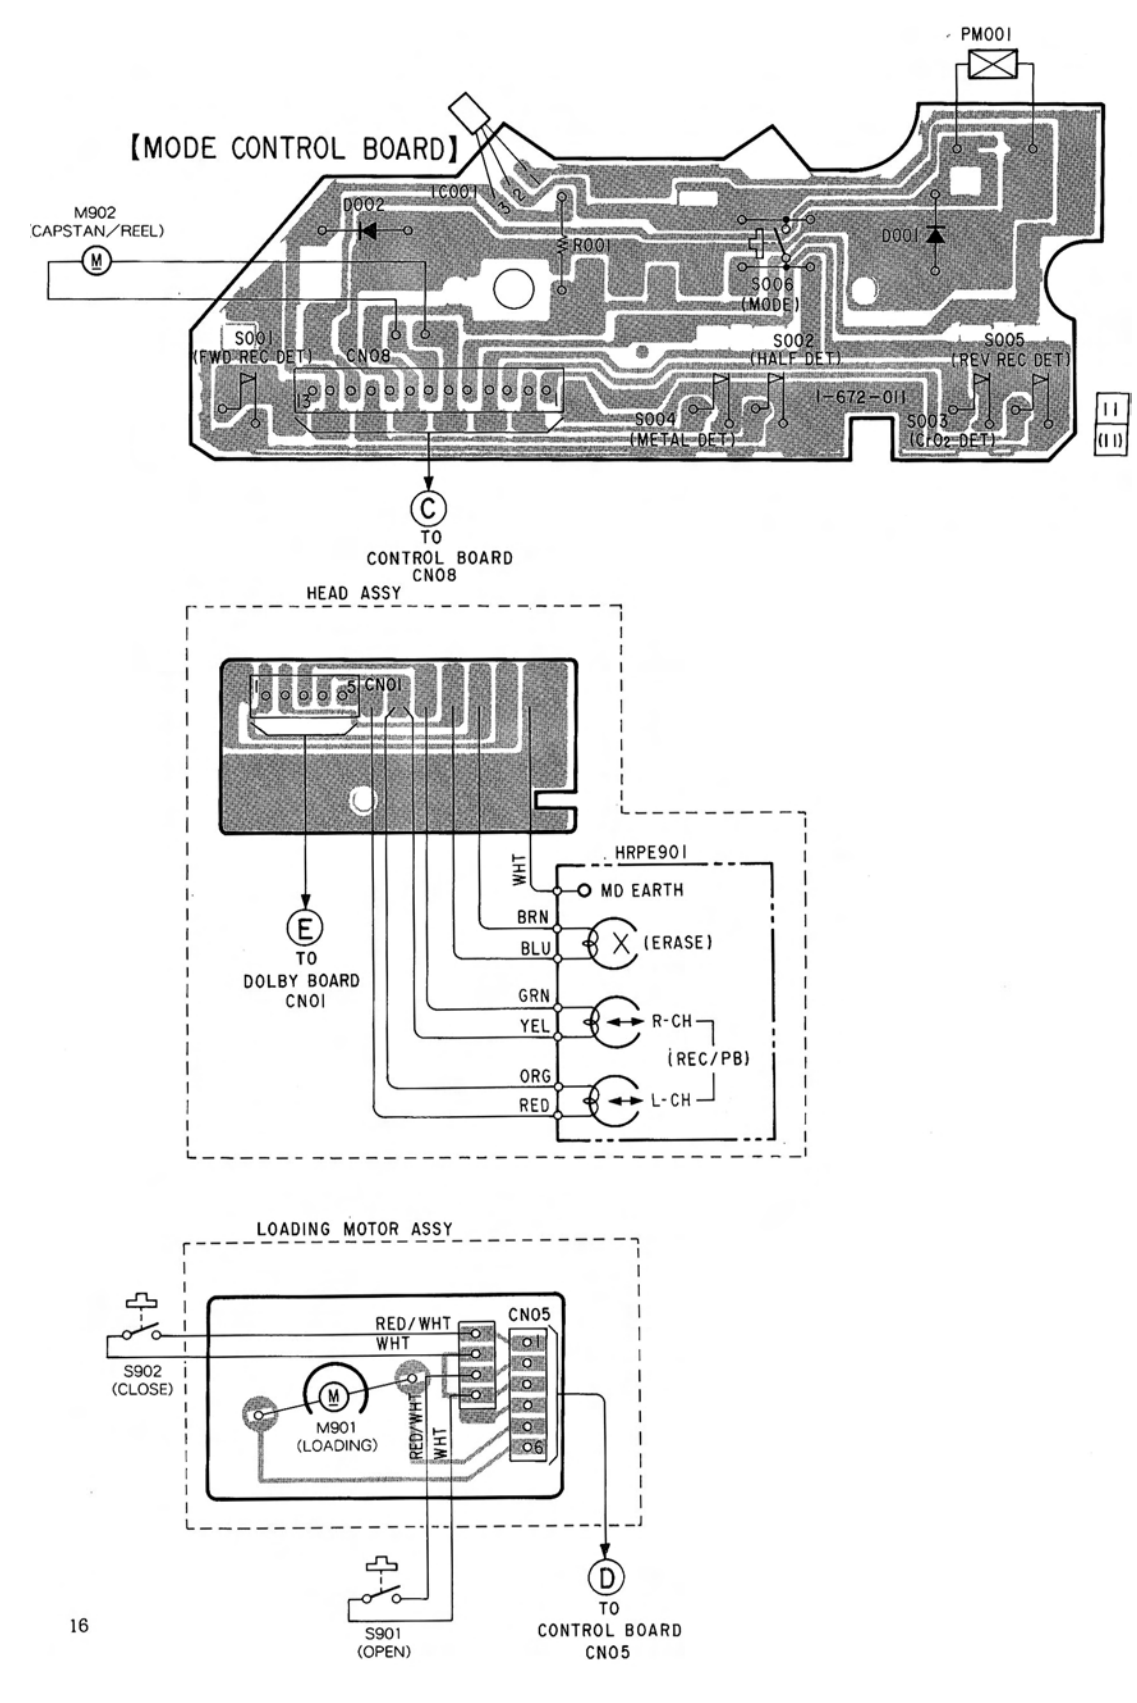 PM001
【MODE CONTROL BOARD】
M902
(CAPSTAN/REEL)
M
IC001
3 2 1
D002
R001
D001
S006
(MODE)
S001
(FWD REC DET)
CN08
13
1
S002
(HALF DET)
S005
(REV REC DET)
1-672-011
S004
(METAL DET)
S003
(CrO2 DET)
11
(11)
C
TO
CONTROL BOARD
CN08
HEAD ASSY
1
5
CN01
HRPE901
WHT
MD EARTH
BRN
BLU
(ERASE)
E
TO
DOLBY BOARD
CN01
GRN
YEL
R-CH
(REC/PB)
ORG
RED
L-CH
LOADING MOTOR ASSY
CN05
RED/WHT
WHT
1
6
S902
(CLOSE)
M
M901
(LOADING)
RED/WHT
WHT
D
TO
CONTROL BOARD
CN05
S901
(OPEN)
16